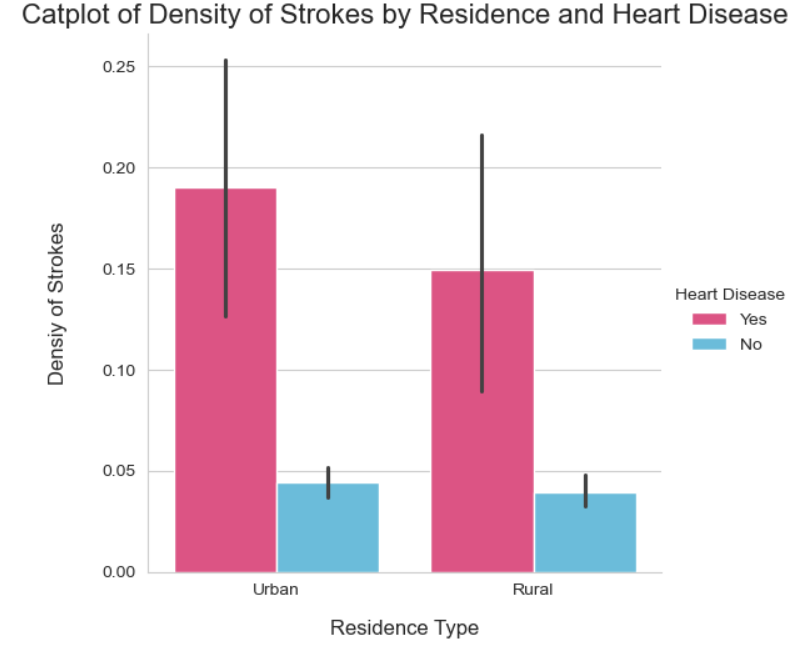 Catplot of Density of Strokes by Residence and Heart Disease
0.25
0.20
0.15
0.10
0.05
0.00
Densiy of Strokes
Urban
Rural
Residence Type
Heart Disease
Yes
No